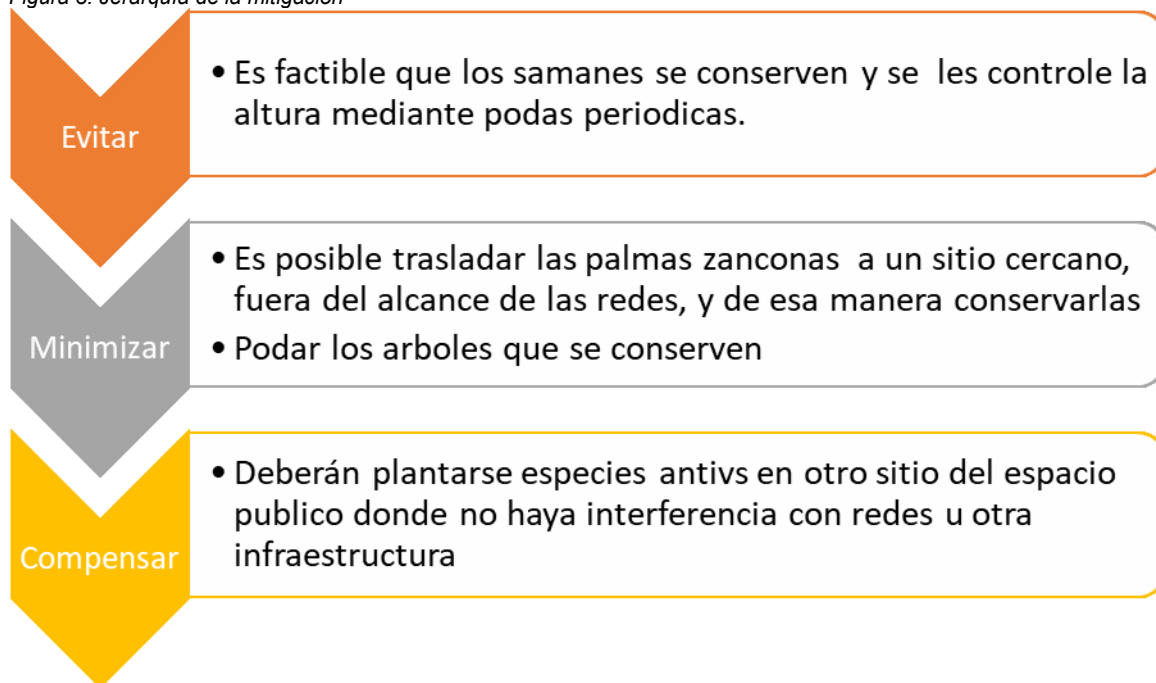 Figura 8. Jerarquía de la mitigación
Evitar
• Es factible que los samanes se conserven y se les controle la
altura mediante podas periodicas.
Minimizar
• Es posible trasladar las palmas zanconas a un sitio cercano,
fuera del alcance de las redes, y de esa manera conservarlas
• Podar los arboles que se conserven
Compensar
• Deberán plantarse especies antivs en otro sitio del espacio
publico donde no haya interferencia con redes u otra
infraestructura